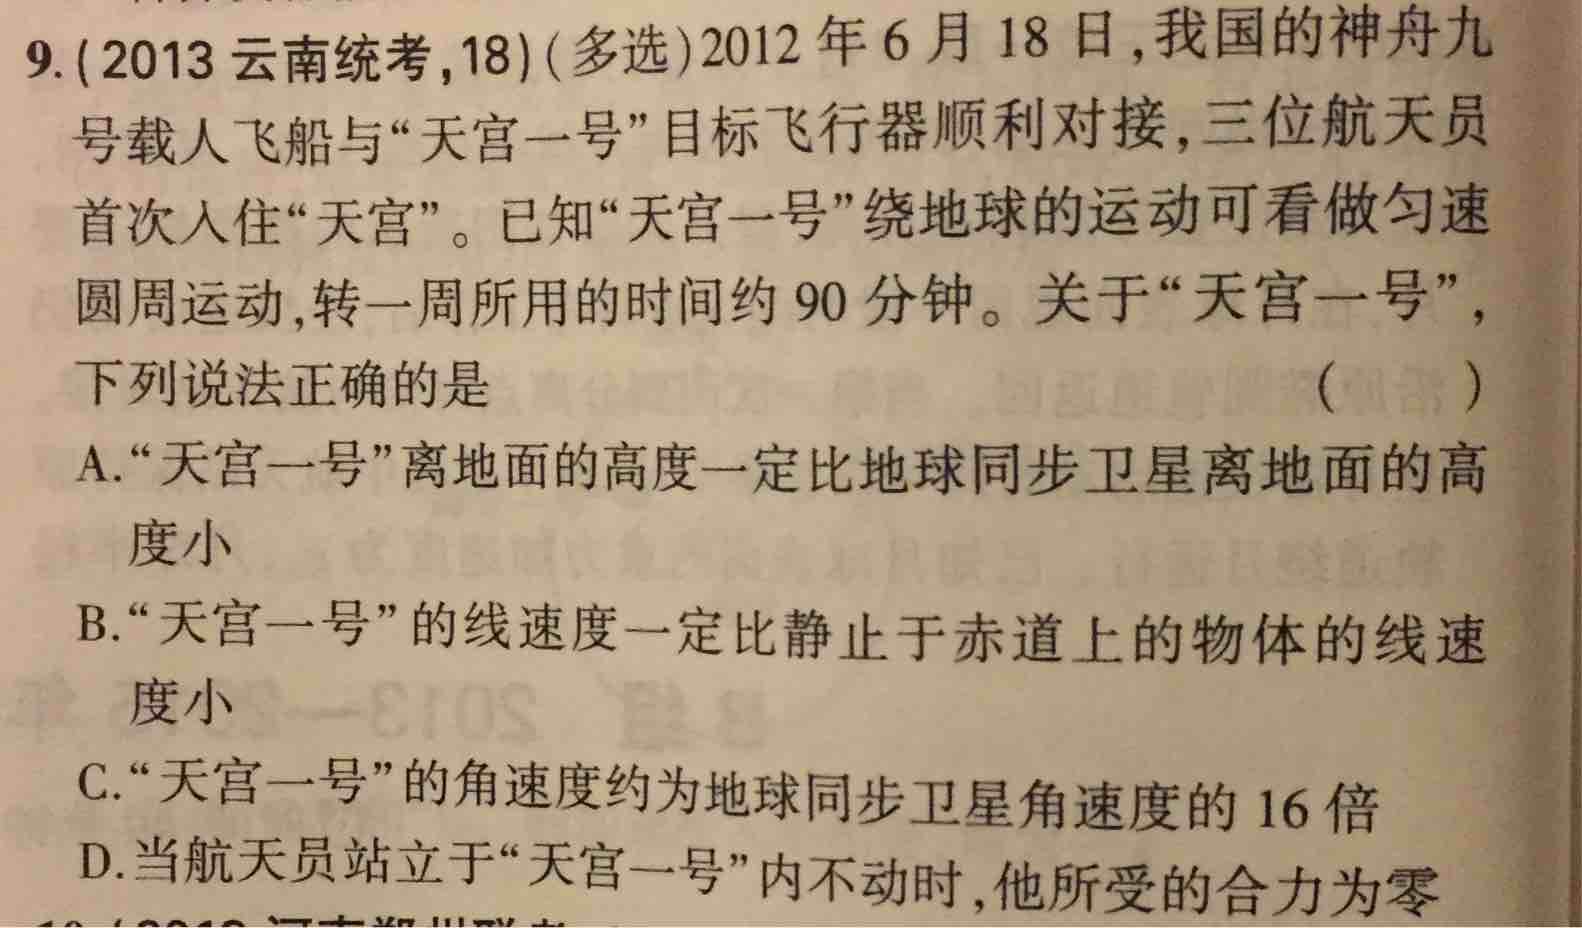 9.(2013 云南统考,18)(多选)2012 年 6 月 18 日,我国的神舟九
号载人飞船与“天宫一号”目标飞行器顺利对接,三位航天员
首次入住“天宫”。已知“天宫一号”绕地球的运动可看做匀速
圆周运动,转一周所用的时间约 90 分钟。关于“天宫一号”,
下列说法正确的是 ( )
A.“天宫一号”离地面的高度一定比地球同步卫星离地面的高
度小
B.“天宫一号”的线速度一定比静止于赤道上的物体的线速
度小
C.“天宫一号”的角速度约为地球同步卫星角速度的 16 倍
D.当航天员站立于“天宫一号”内不动时,他所受的合力为零